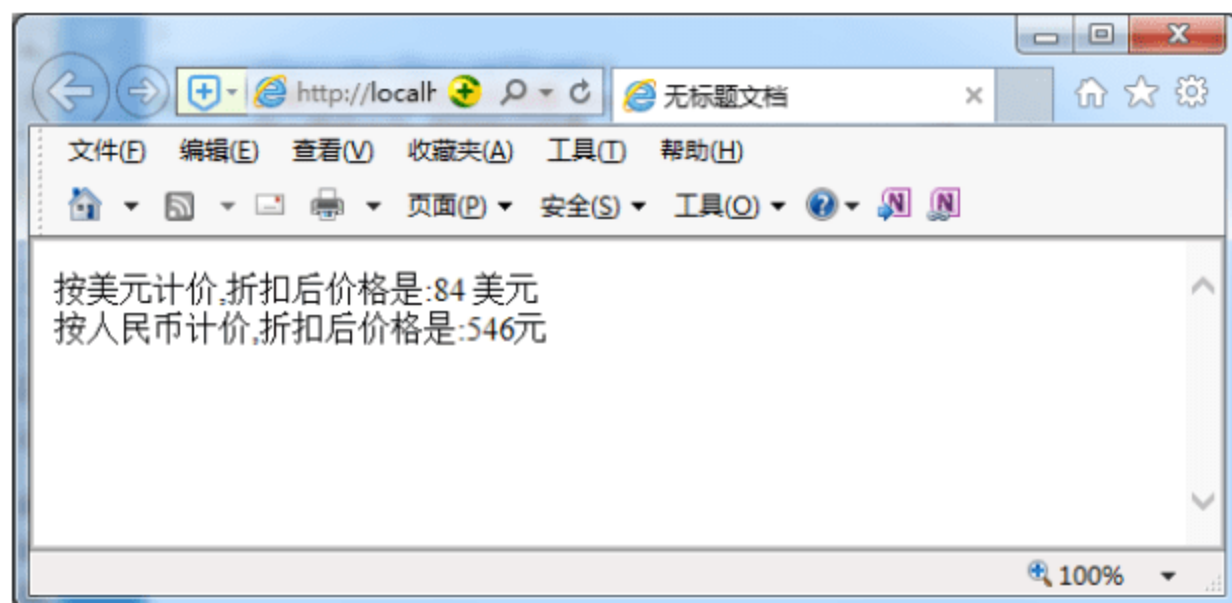 http://localh
无标题文档
文件(F) 编辑(E) 查看(V) 收藏夹(A) 工具(T) 帮助(H)
页面(P) 安全(S) 工具(O)
按美元计价,折扣后价格是:84 美元
按人民币计价,折扣后价格是:546元
100%